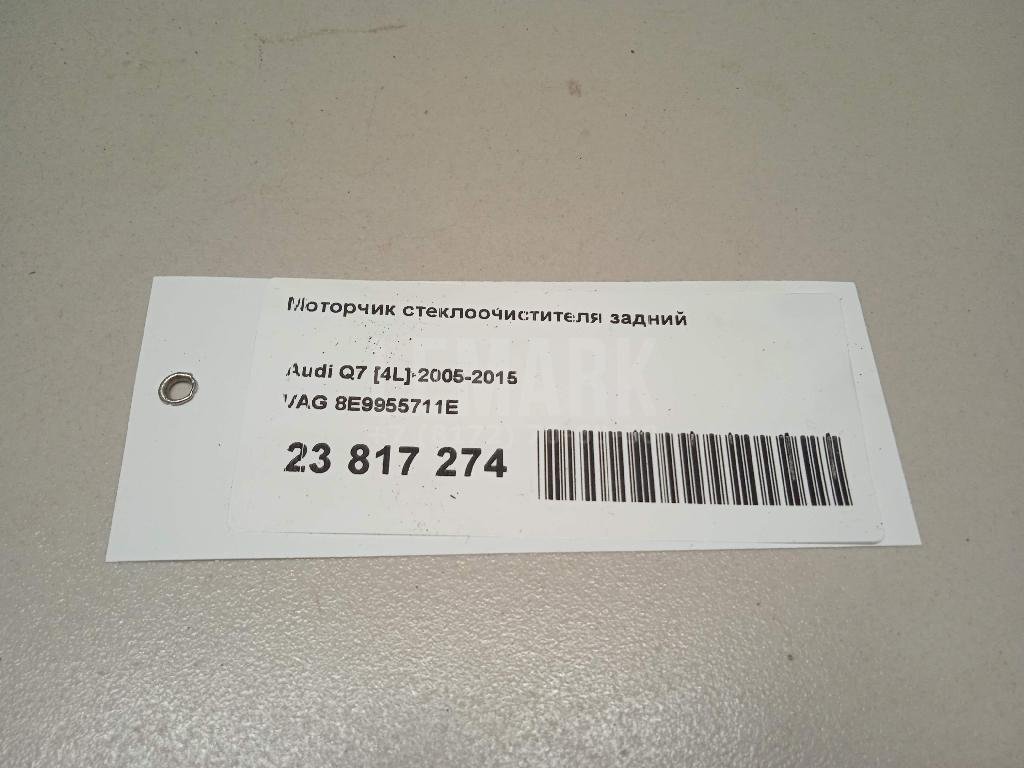 Моторчик стеклоочистителя задний
Audi Q7 [4L] 2005-2015
VAG 8E9955711E
23 817 274